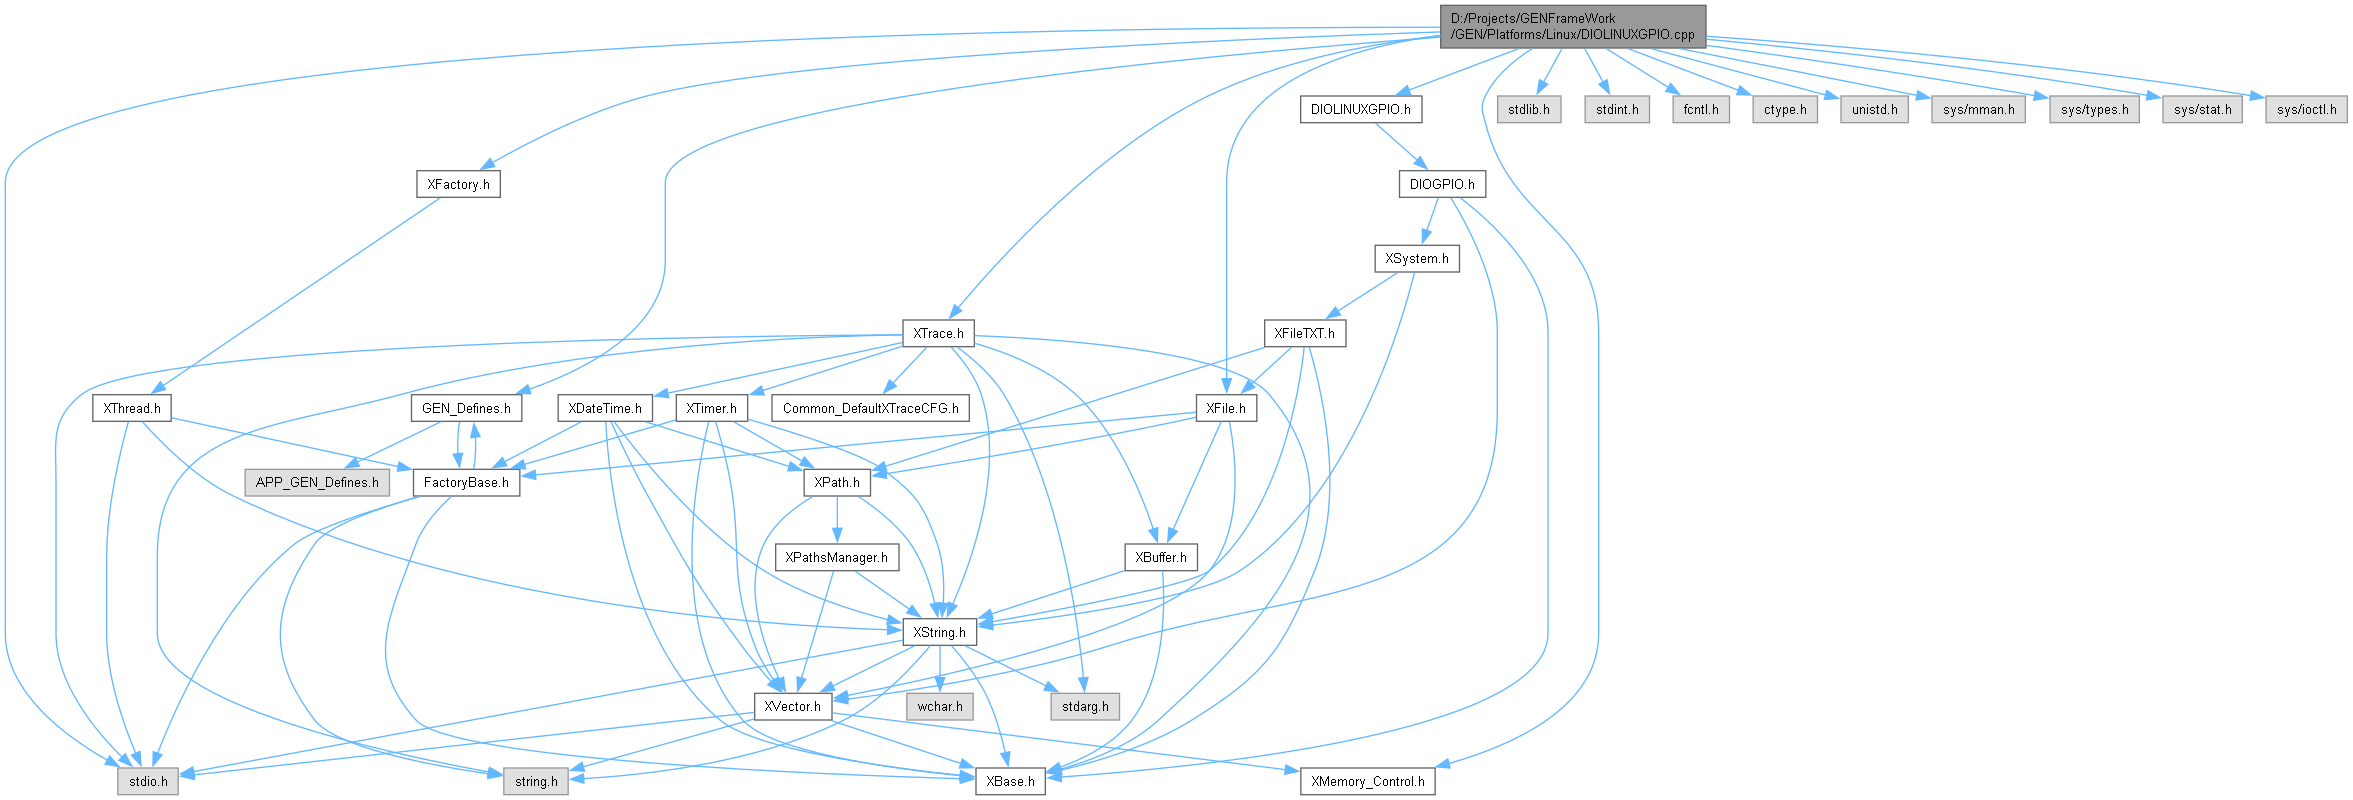 D:/Projects/GENFrameWork
/GEN/Platforms/Linux/DIOLINUXGPIO.cpp
DIOLINUXGPIO.h
stdlib.h
stdint.h
fcntl.h
ctype.h
unistd.h
sys/mman.h
sys/types.h
sys/stat.h
sys/ioctl.h
XFactory.h
DIOGPIO.h
XSystem.h
XTrace.h
XFileTXT.h
XThread.h
GEN_Defines.h
XDateTime.h
XTimer.h
Common_DefaultXTraceCFG.h
XFile.h
APP_GEN_Defines.h
FactoryBase.h
XPath.h
XPathsManager.h
XBuffer.h
XString.h
XVector.h
wchar.h
stdarg.h
stdio.h
string.h
XBase.h
XMemory_Control.h